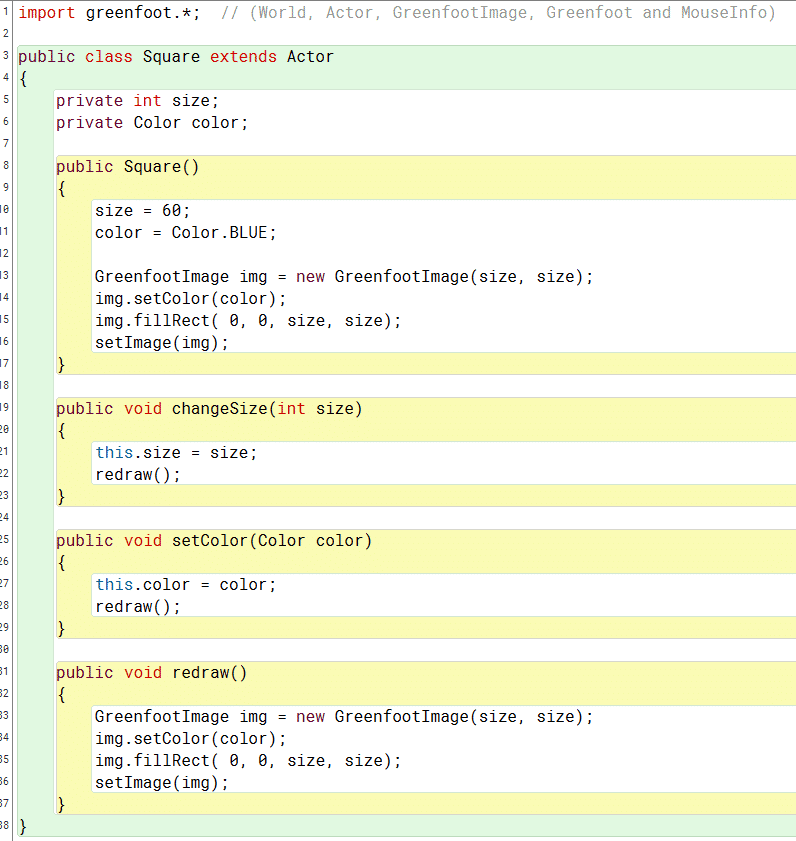 1 import greenfoot.*;  // (World, Actor, GreenfootImage, Greenfoot and MouseInfo)
2
3 public class Square extends Actor
4 {
5     private int size;
6     private Color color;
7
8     public Square()
9     {
10         size = 60;
11         color = Color.BLUE;
12
13         GreenfootImage img = new GreenfootImage(size, size);
14         img.setColor(color);
15         img.fillRect( 0, 0, size, size);
16         setImage(img);
17     }
18
19     public void changeSize(int size)
20     {
21         this.size = size;
22         redraw();
23     }
24
25     public void setColor(Color color)
26     {
27         this.color = color;
28         redraw();
29     }
30
31     public void redraw()
32     {
33         GreenfootImage img = new GreenfootImage(size, size);
34         img.setColor(color);
35         img.fillRect( 0, 0, size, size);
36         setImage(img);
37     }
38 }